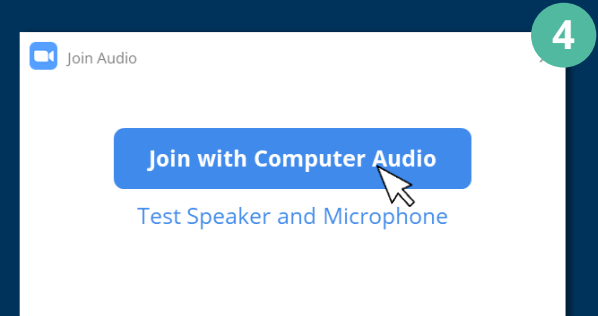 4
Join Audio
Join with Computer Audio
Test Speaker and Microphone